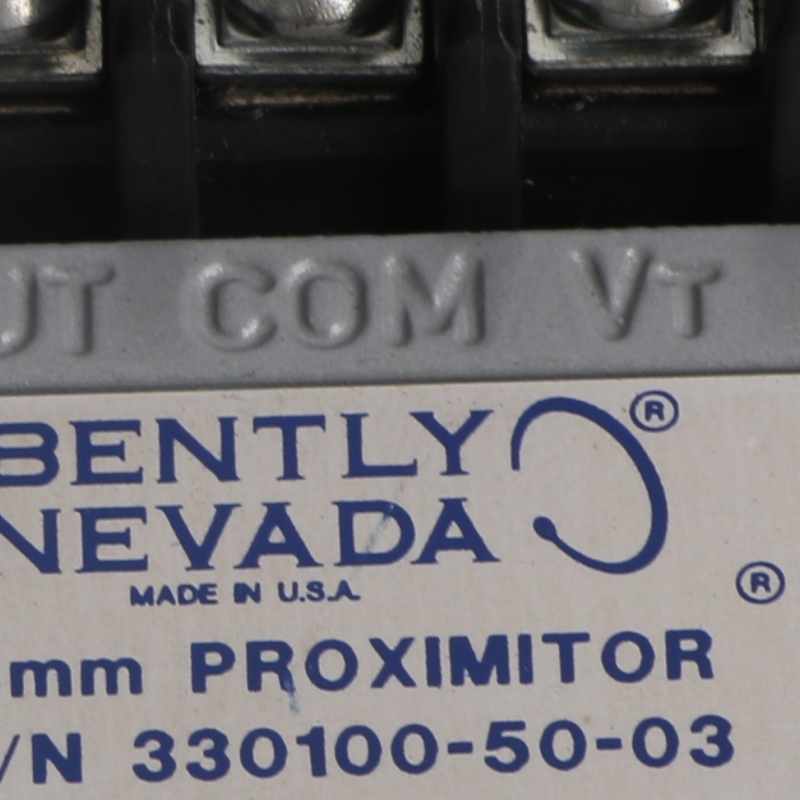 UT COM VT
BENTLY ®
NEVADA
MADE IN U.S.A. ®
mm PROXIMITOR
/N 330100-50-03